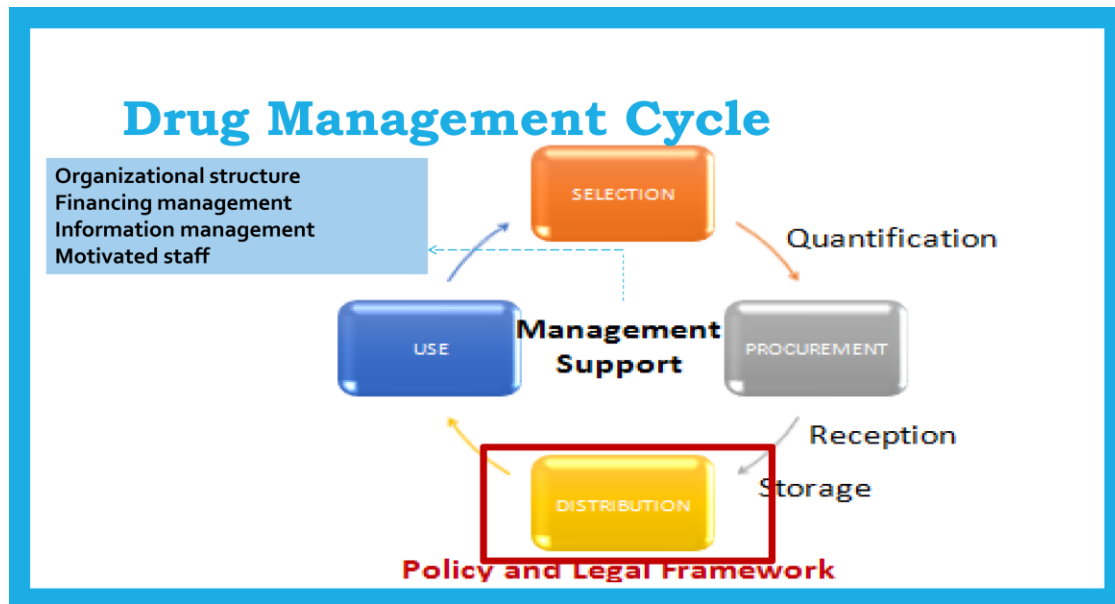 Drug Management Cycle
Organizational structure
Financing management
Information management
Motivated staff
SELECTION
Quantification
USE
Management
Support
PROCUREMENT
Reception
Storage
DISTRIBUTION
Policy and Legal Framework